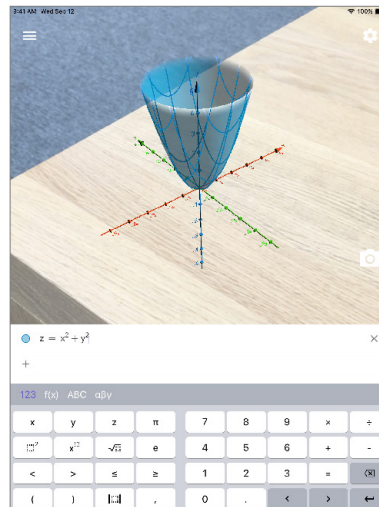 3:41 AM Wed Dec 12 100%
z = x² + y²
+
123 f(x) ABC αβγ
x y z π 7 8 9 × ÷
e 4 5 6 + -
< > ≤ ≥ 1 2 3 =
( ) , 0 . < >